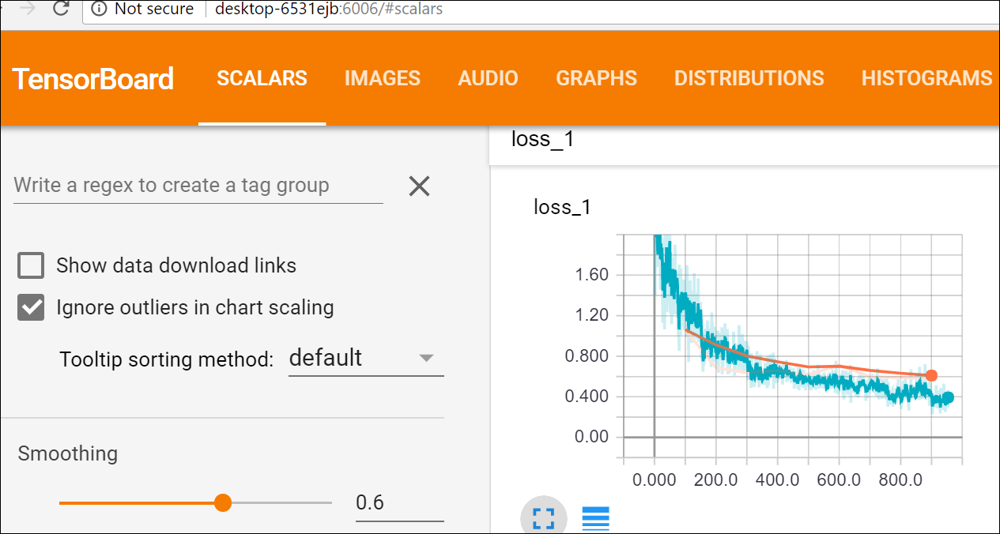 Not secure desktop-6531ejb:6006/#scalars
TensorBoard SCALARS IMAGES AUDIO GRAPHS DISTRIBUTIONS HISTOGRAMS
Write a regex to create a tag group
Show data download links
Ignore outliers in chart scaling
Tooltip sorting method: default
Smoothing
0.6
loss_1
loss_1
1.60
1.20
0.800
0.400
0.00
0.000 200.0 400.0 600.0 800.0